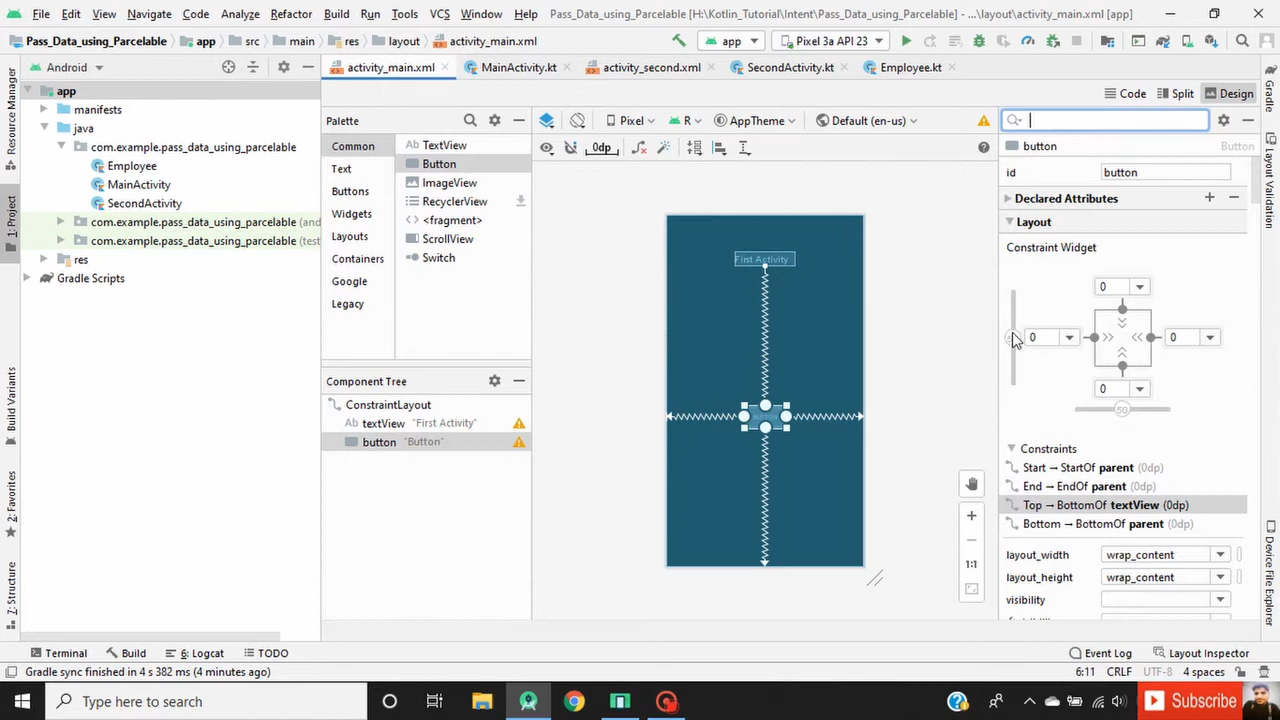 File Edit View Navigate Code Analyze Refactor Build Run Tools VCS Window Help Pass_Data_using_Parcelable [H:\Kotlin_Tutorial\Intent\Pass_Data_using_Parcelable] - ...\layout\activity_main.xml [app]
Pass_Data_using_Parcelable app src main res layout activity_main.xml app Pixel 3a API 23
Android activity_main.xml MainActivity.kt activity_second.xml SecondActivity.kt Employee.kt
Code Split Design
Resource Manager
1: Project
Build Variants
2: Favorites
7: Structure
app
manifests
java
com.example.pass_data_using_parcelable
Employee
MainActivity
SecondActivity
com.example.pass_data_using_parcelable (and
com.example.pass_data_using_parcelable (test
res
Gradle Scripts
Palette
Common
Text
Buttons
Widgets
Layouts
Containers
Google
Legacy
Ab TextView
Button
ImageView
RecyclerView
<fragment>
ScrollView
Switch
Component Tree
ConstraintLayout
Ab textView "First Activity"
button "Button"
Pixel R AppTheme Default (en-us)
0dp
First Activity
1:1
button Button
id button
Declared Attributes
Layout
Constraint Widget
0
0 0
0
50
Constraints
Start → StartOf parent (0dp)
End → EndOf parent (0dp)
Top → BottomOf textView (0dp)
Bottom → BottomOf parent (0dp)
layout_width wrap_content
layout_height wrap_content
visibility
Gradle
Layout Validation
Device File Explorer
Terminal Build 6: Logcat TODO Event Log Layout Inspector
Gradle sync finished in 4 s 382 ms (4 minutes ago) 6:11 CRLF UTF-8 4 spaces
Type here to search
Subscribe